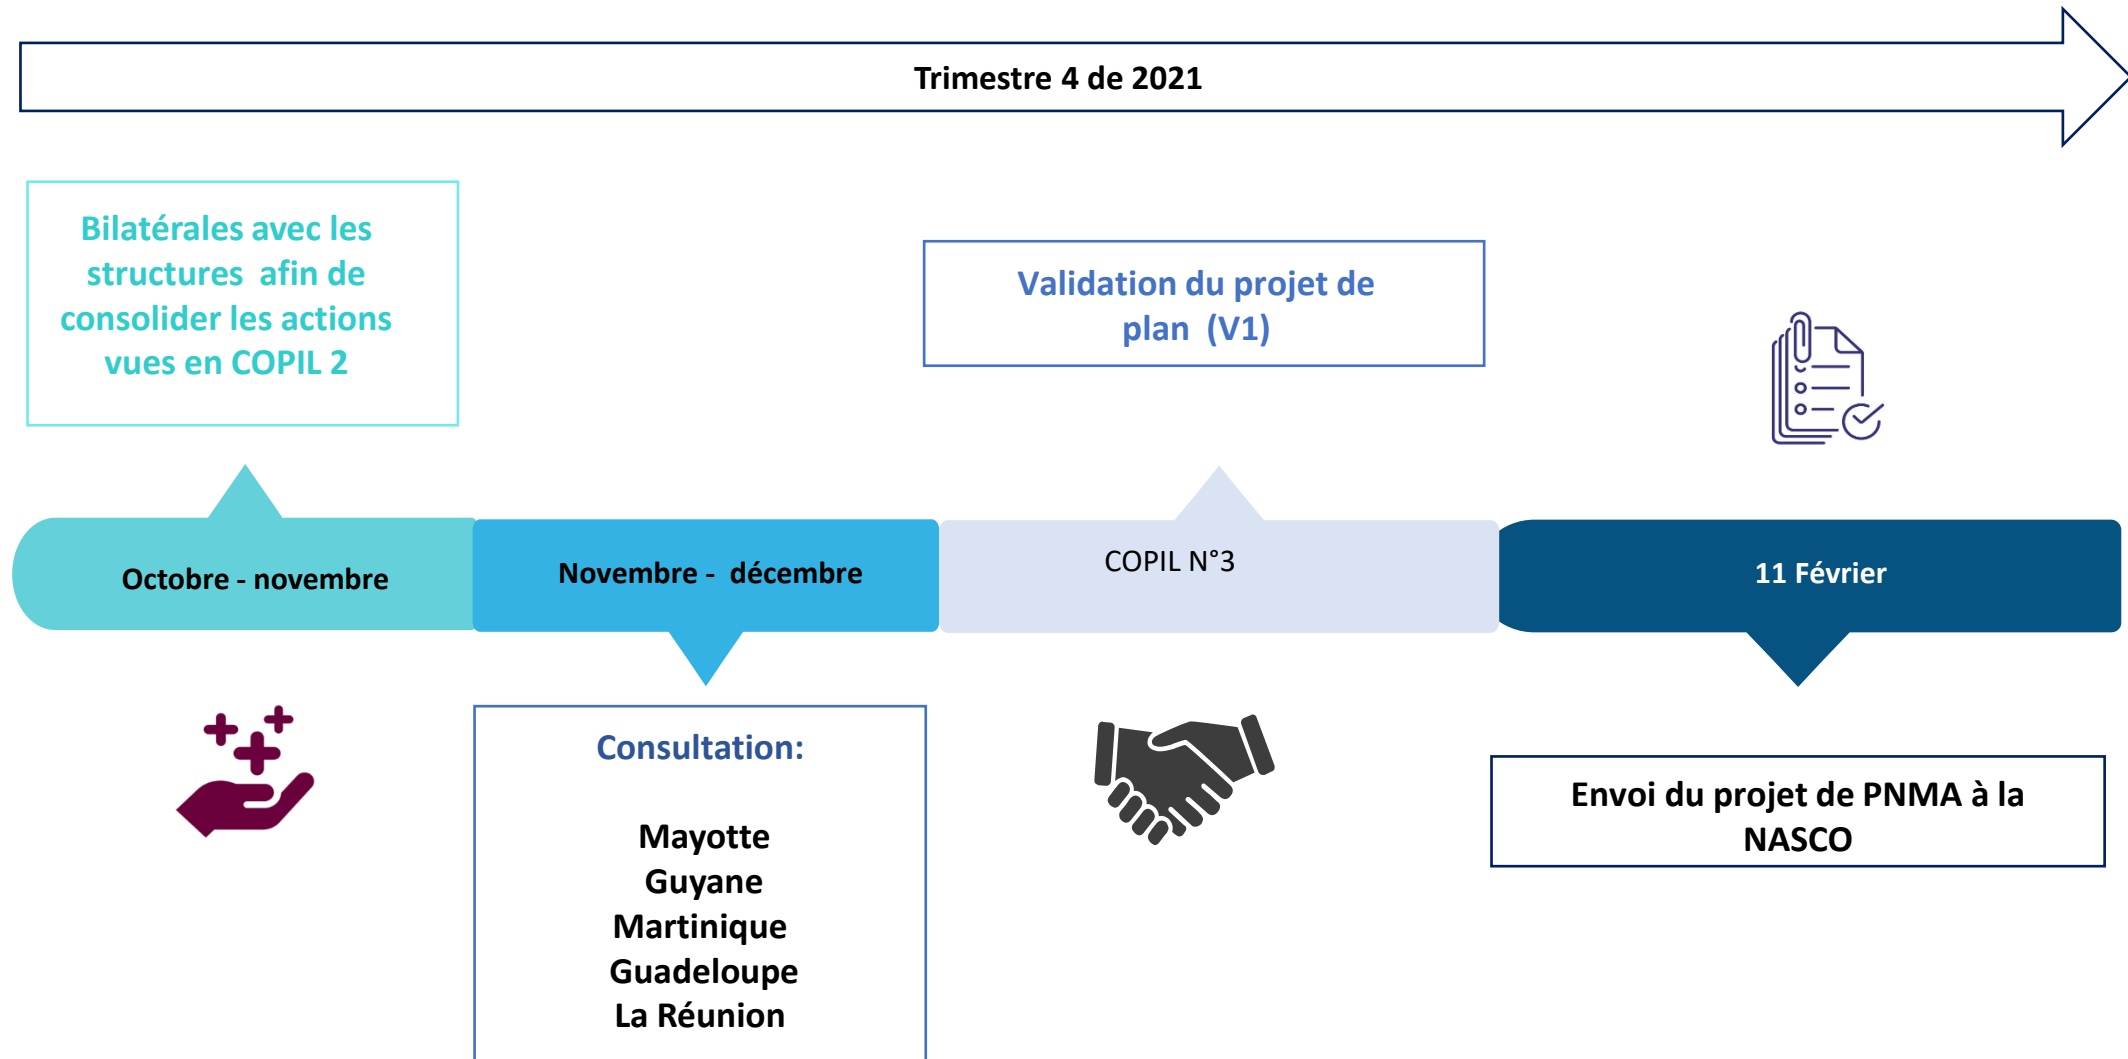 Trimestre 4 de 2021
Bilatérales avec les
structures afin de
consolider les actions
vues en COPIL 2
Validation du projet de
plan (V1)
Octobre - novembre
Novembre - décembre
COPIL N°3
11 Février
Consultation:
Mayotte
Guyane
Martinique
Guadeloupe
La Réunion
Envoi du projet de PNMA à la
NASCO